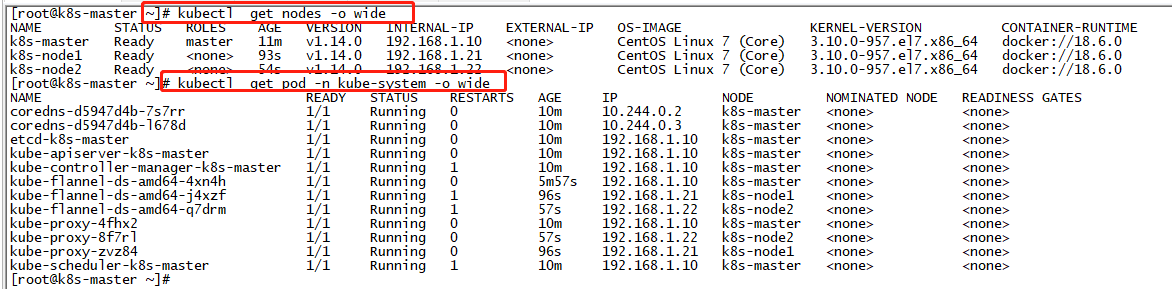 [root@k8s-master ~]# kubectl  get nodes -o wide
NAME         STATUS   ROLES    AGE   VERSION   INTERNAL-IP    EXTERNAL-IP   OS-IMAGE                KERNEL-VERSION               CONTAINER-RUNTIME
k8s-master   Ready    master   11m   v1.14.0   192.168.1.10   <none>        CentOS Linux 7 (Core)   3.10.0-957.el7.x86_64   docker://18.6.0
k8s-node1    Ready    <none>   93s   v1.14.0   192.168.1.21   <none>        CentOS Linux 7 (Core)   3.10.0-957.el7.x86_64   docker://18.6.0
k8s-node2    Ready    <none>   54s   v1.14.0   192.168.1.22   <none>        CentOS Linux 7 (Core)   3.10.0-957.el7.x86_64   docker://18.6.0
[root@k8s-master ~]# kubectl  get pod -n kube-system -o wide
NAME                                 READY   STATUS    RESTARTS   AGE     IP             NODE         NOMINATED NODE   READINESS GATES
coredns-d5947d4b-7s7rr               1/1     Running   0          10m     10.244.0.2     k8s-master   <none>           <none>
coredns-d5947d4b-l678d               1/1     Running   0          10m     10.244.0.3     k8s-master   <none>           <none>
etcd-k8s-master                      1/1     Running   0          10m     192.168.1.10   k8s-master   <none>           <none>
kube-apiserver-k8s-master            1/1     Running   0          10m     192.168.1.10   k8s-master   <none>           <none>
kube-controller-manager-k8s-master   1/1     Running   1          10m     192.168.1.10   k8s-master   <none>           <none>
kube-flannel-ds-amd64-4xn4h          1/1     Running   0          5m57s   192.168.1.10   k8s-master   <none>           <none>
kube-flannel-ds-amd64-j4xzf          1/1     Running   1          96s     192.168.1.21   k8s-node1    <none>           <none>
kube-flannel-ds-amd64-q7drm          1/1     Running   1          57s     192.168.1.22   k8s-node2    <none>           <none>
kube-proxy-4fhx2                     1/1     Running   0          10m     192.168.1.10   k8s-master   <none>           <none>
kube-proxy-8f7rl                     1/1     Running   0          57s     192.168.1.22   k8s-node2    <none>           <none>
kube-proxy-zvz84                     1/1     Running   0          96s     192.168.1.21   k8s-node1    <none>           <none>
kube-scheduler-k8s-master            1/1     Running   1          10m     192.168.1.10   k8s-master   <none>           <none>
[root@k8s-master ~]#